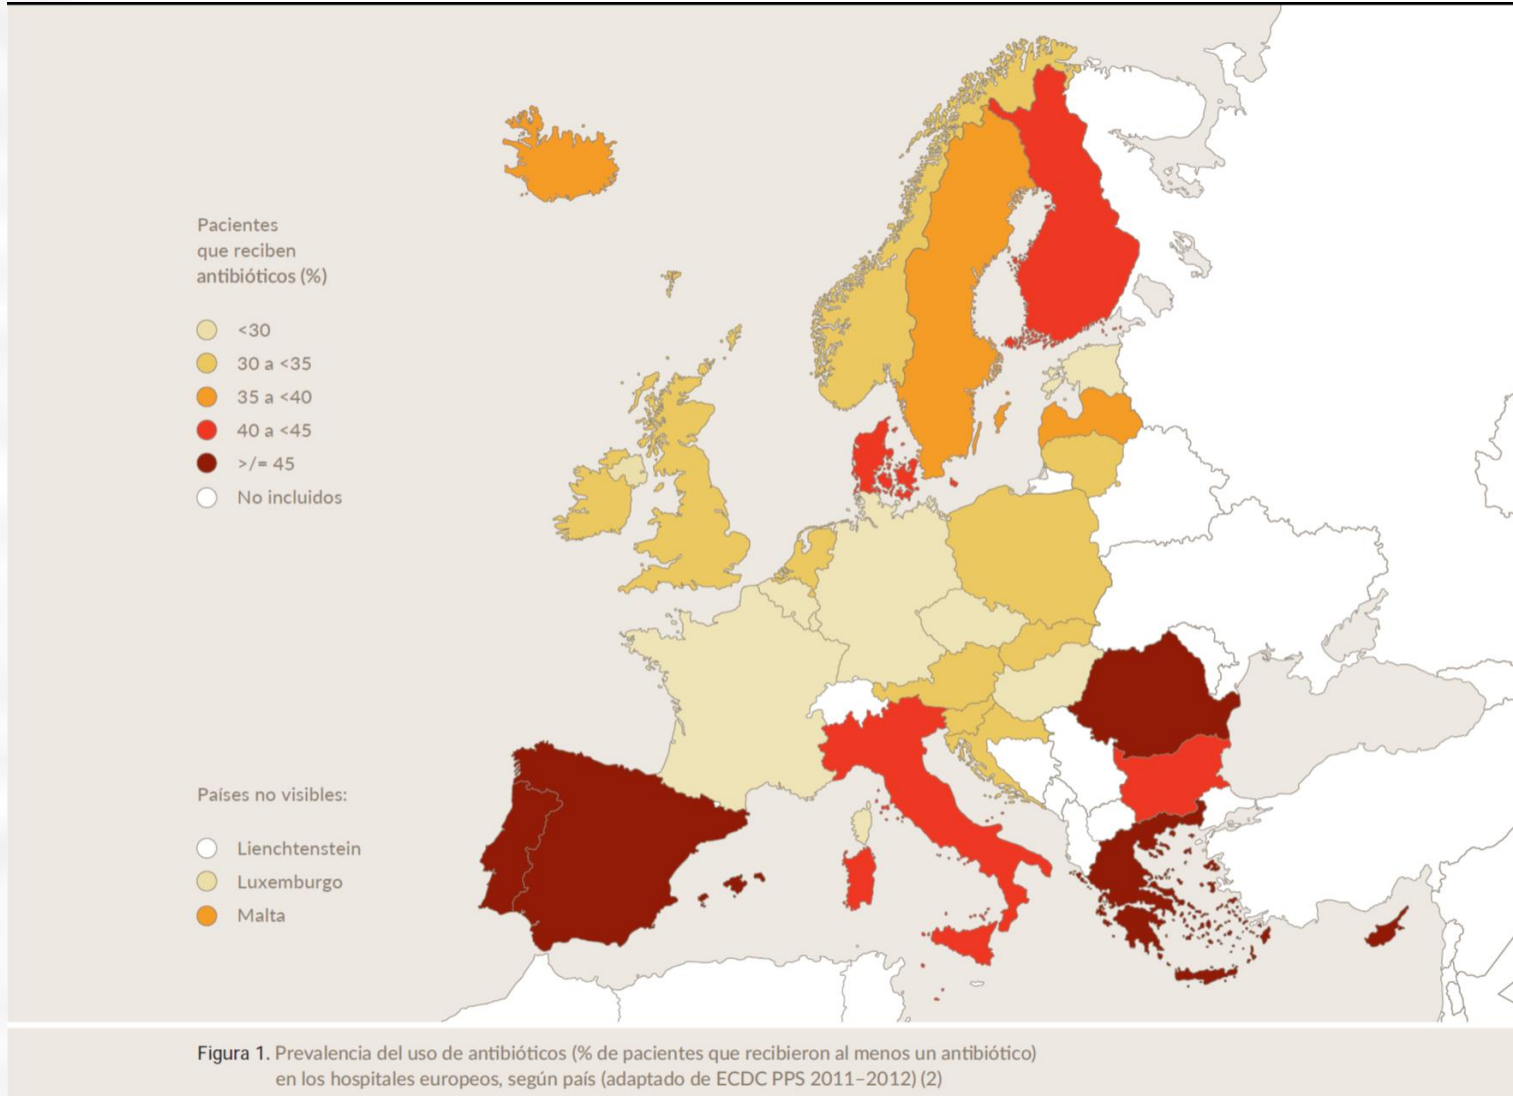 Pacientes
que reciben
antibióticos (%)
<30
30 a <35
35 a <40
40 a <45
>/= 45
No incluidos
Países no visibles:
Lienchtenstein
Luxemburgo
Malta
Figura 1. Prevalencia del uso de antibióticos (% de pacientes que recibieron al menos un antibiótico)
en los hospitales europeos, según país (adaptado de ECDC PPS 2011–2012) (2)